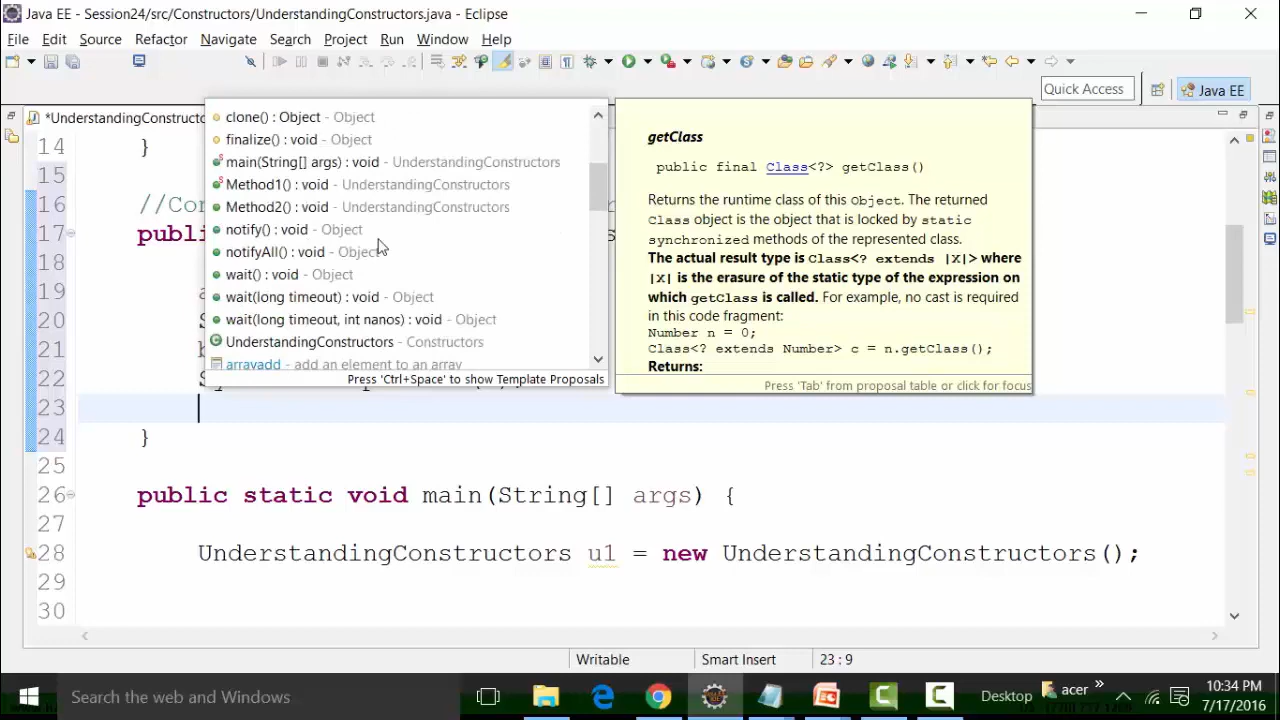 Java EE - Session24/src/Constructors/UnderstandingConstructors.java - Eclipse
File Edit Source Refactor Navigate Search Project Run Window Help
Quick Access
Java EE
*UnderstandingConstructo
14 }
15
16 //Con
17 publi
18
19
20
21
22
23
24 }
25
26 public static void main(String[] args) {
27
28 UnderstandingConstructors u1 = new UnderstandingConstructors();
29
30
clone() : Object - Object
finalize() : void - Object
main(String[] args) : void - UnderstandingConstructors
Method1() : void - UnderstandingConstructors
Method2() : void - UnderstandingConstructors
notify() : void - Object
notifyAll() : void - Object
wait() : void - Object
wait(long timeout) : void - Object
wait(long timeout, int nanos) : void - Object
UnderstandingConstructors - Constructors
arrayadd - add an element to an array
Press 'Ctrl+Space' to show Template Proposals
getClass
public final Class<?> getClass()
Returns the runtime class of this Object. The returned
Class object is the object that is locked by static
synchronized methods of the represented class.
The actual result type is Class<? extends |X|> where
|X| is the erasure of the static type of the expression on
which getClass is called. For example, no cast is required
in this code fragment:
Number n = 0;
Class<? extends Number> c = n.getClass();
Returns:
Press 'Tab' from proposal table or click for focus
Writable
Smart Insert
23 : 9
Search the web and Windows
Desktop
acer
10:34 PM
7/17/2016